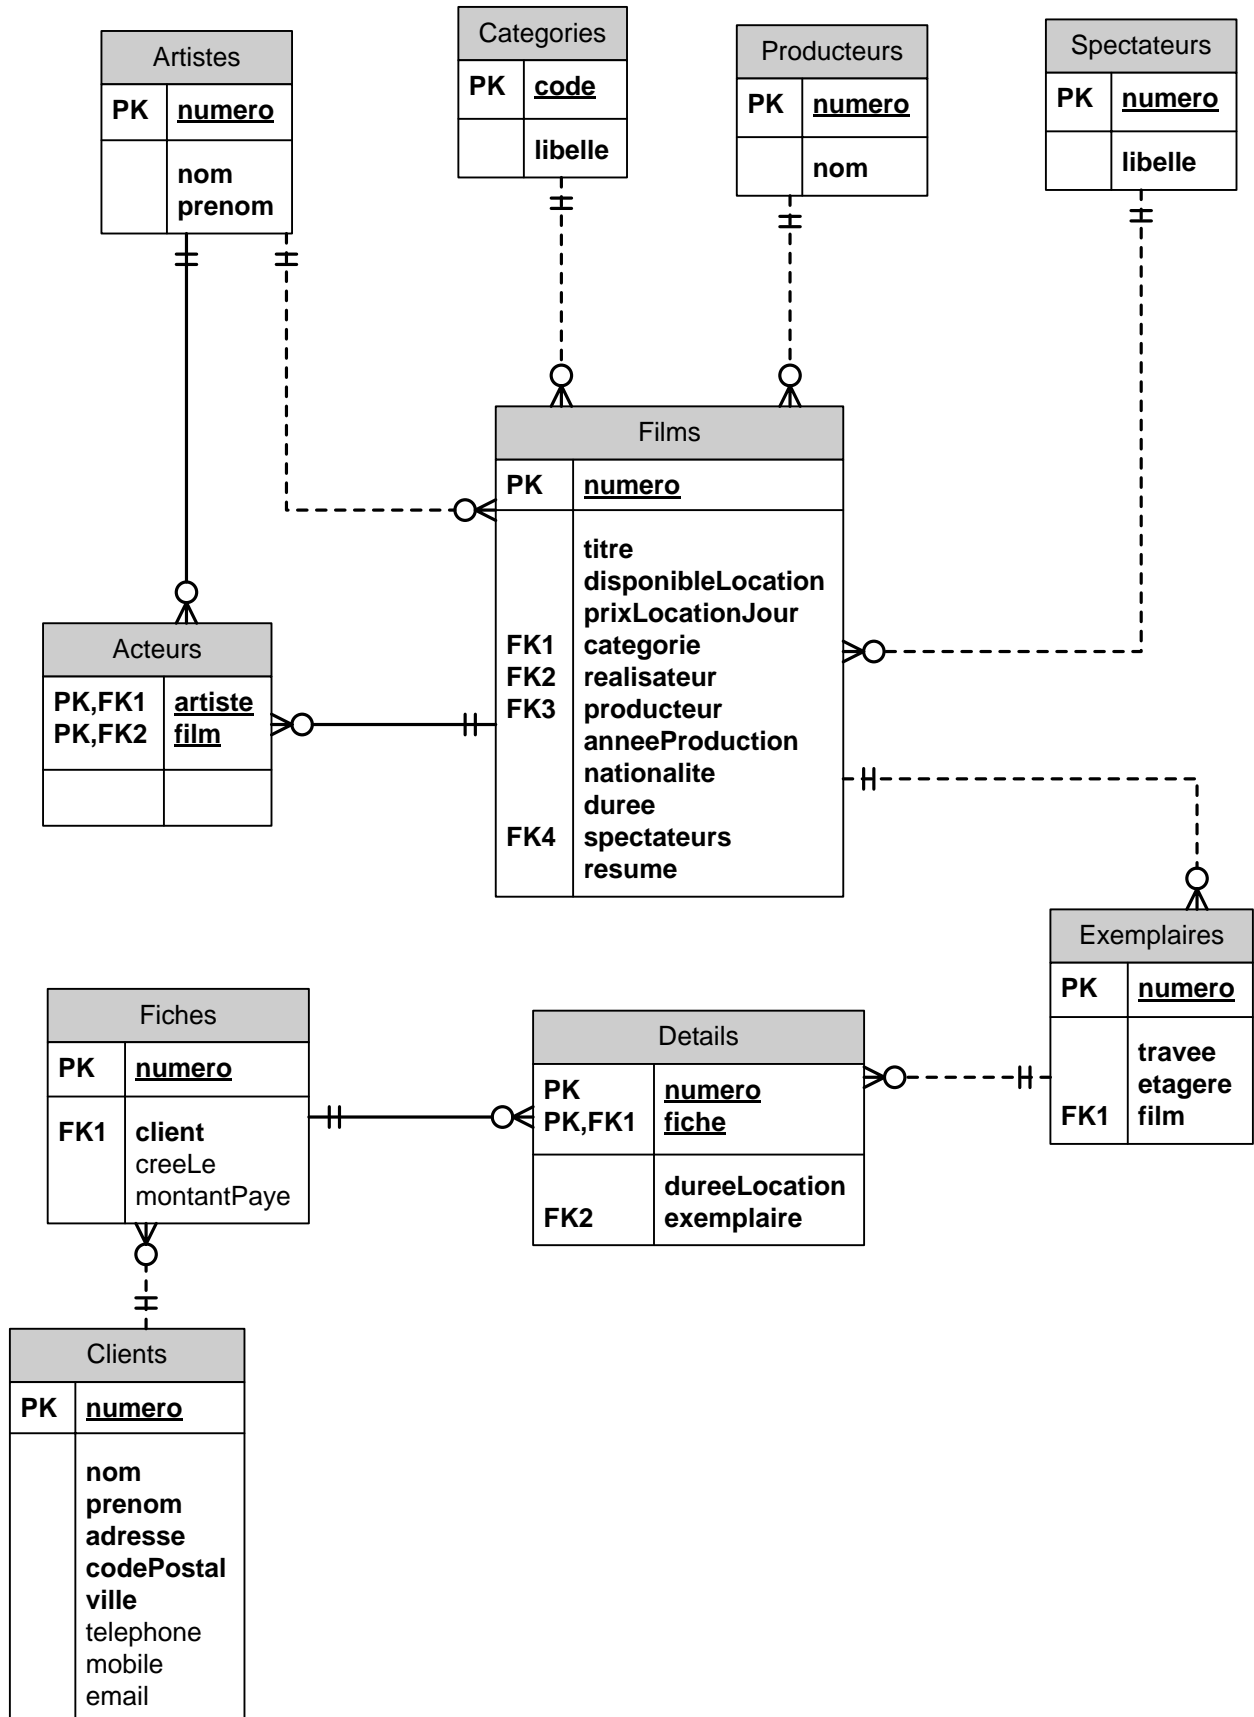 Artistes
PK numero
nom
prenom
Categories
PK code
libelle
Producteurs
PK numero
nom
Spectateurs
PK numero
libelle
Films
PK numero
titre
disponibleLocation
prixLocationJour
FK1 categorie
FK2 realisateur
FK3 producteur
anneeProduction
nationalite
duree
FK4 spectateurs
resume
Acteurs
PK,FK1 artiste
PK,FK2 film
Exemplaires
PK numero
travee
etagere
FK1 film
Fiches
PK numero
FK1 client
creeLe
montantPaye
Details
PK numero
PK,FK1 fiche
dureeLocation
FK2 exemplaire
Clients
PK numero
nom
prenom
adresse
codePostal
ville
telephone
mobile
email